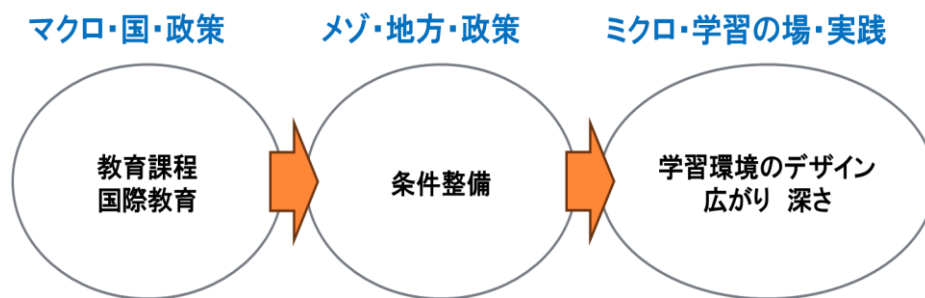 マクロ・国・政策
メゾ・地方・政策
ミクロ・学習の場・実践
教育課程
国際教育
条件整備
学習環境のデザイン
広がり 深さ